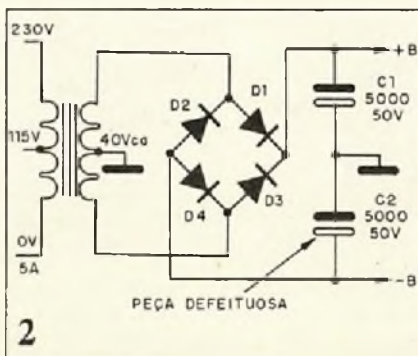 230V
115V
0V
5A
40Vca
D2
D1
D4
D3
+B
C1
5000
50V
C2
5000
50V
-B
PEÇA DEFEITUOSA
2